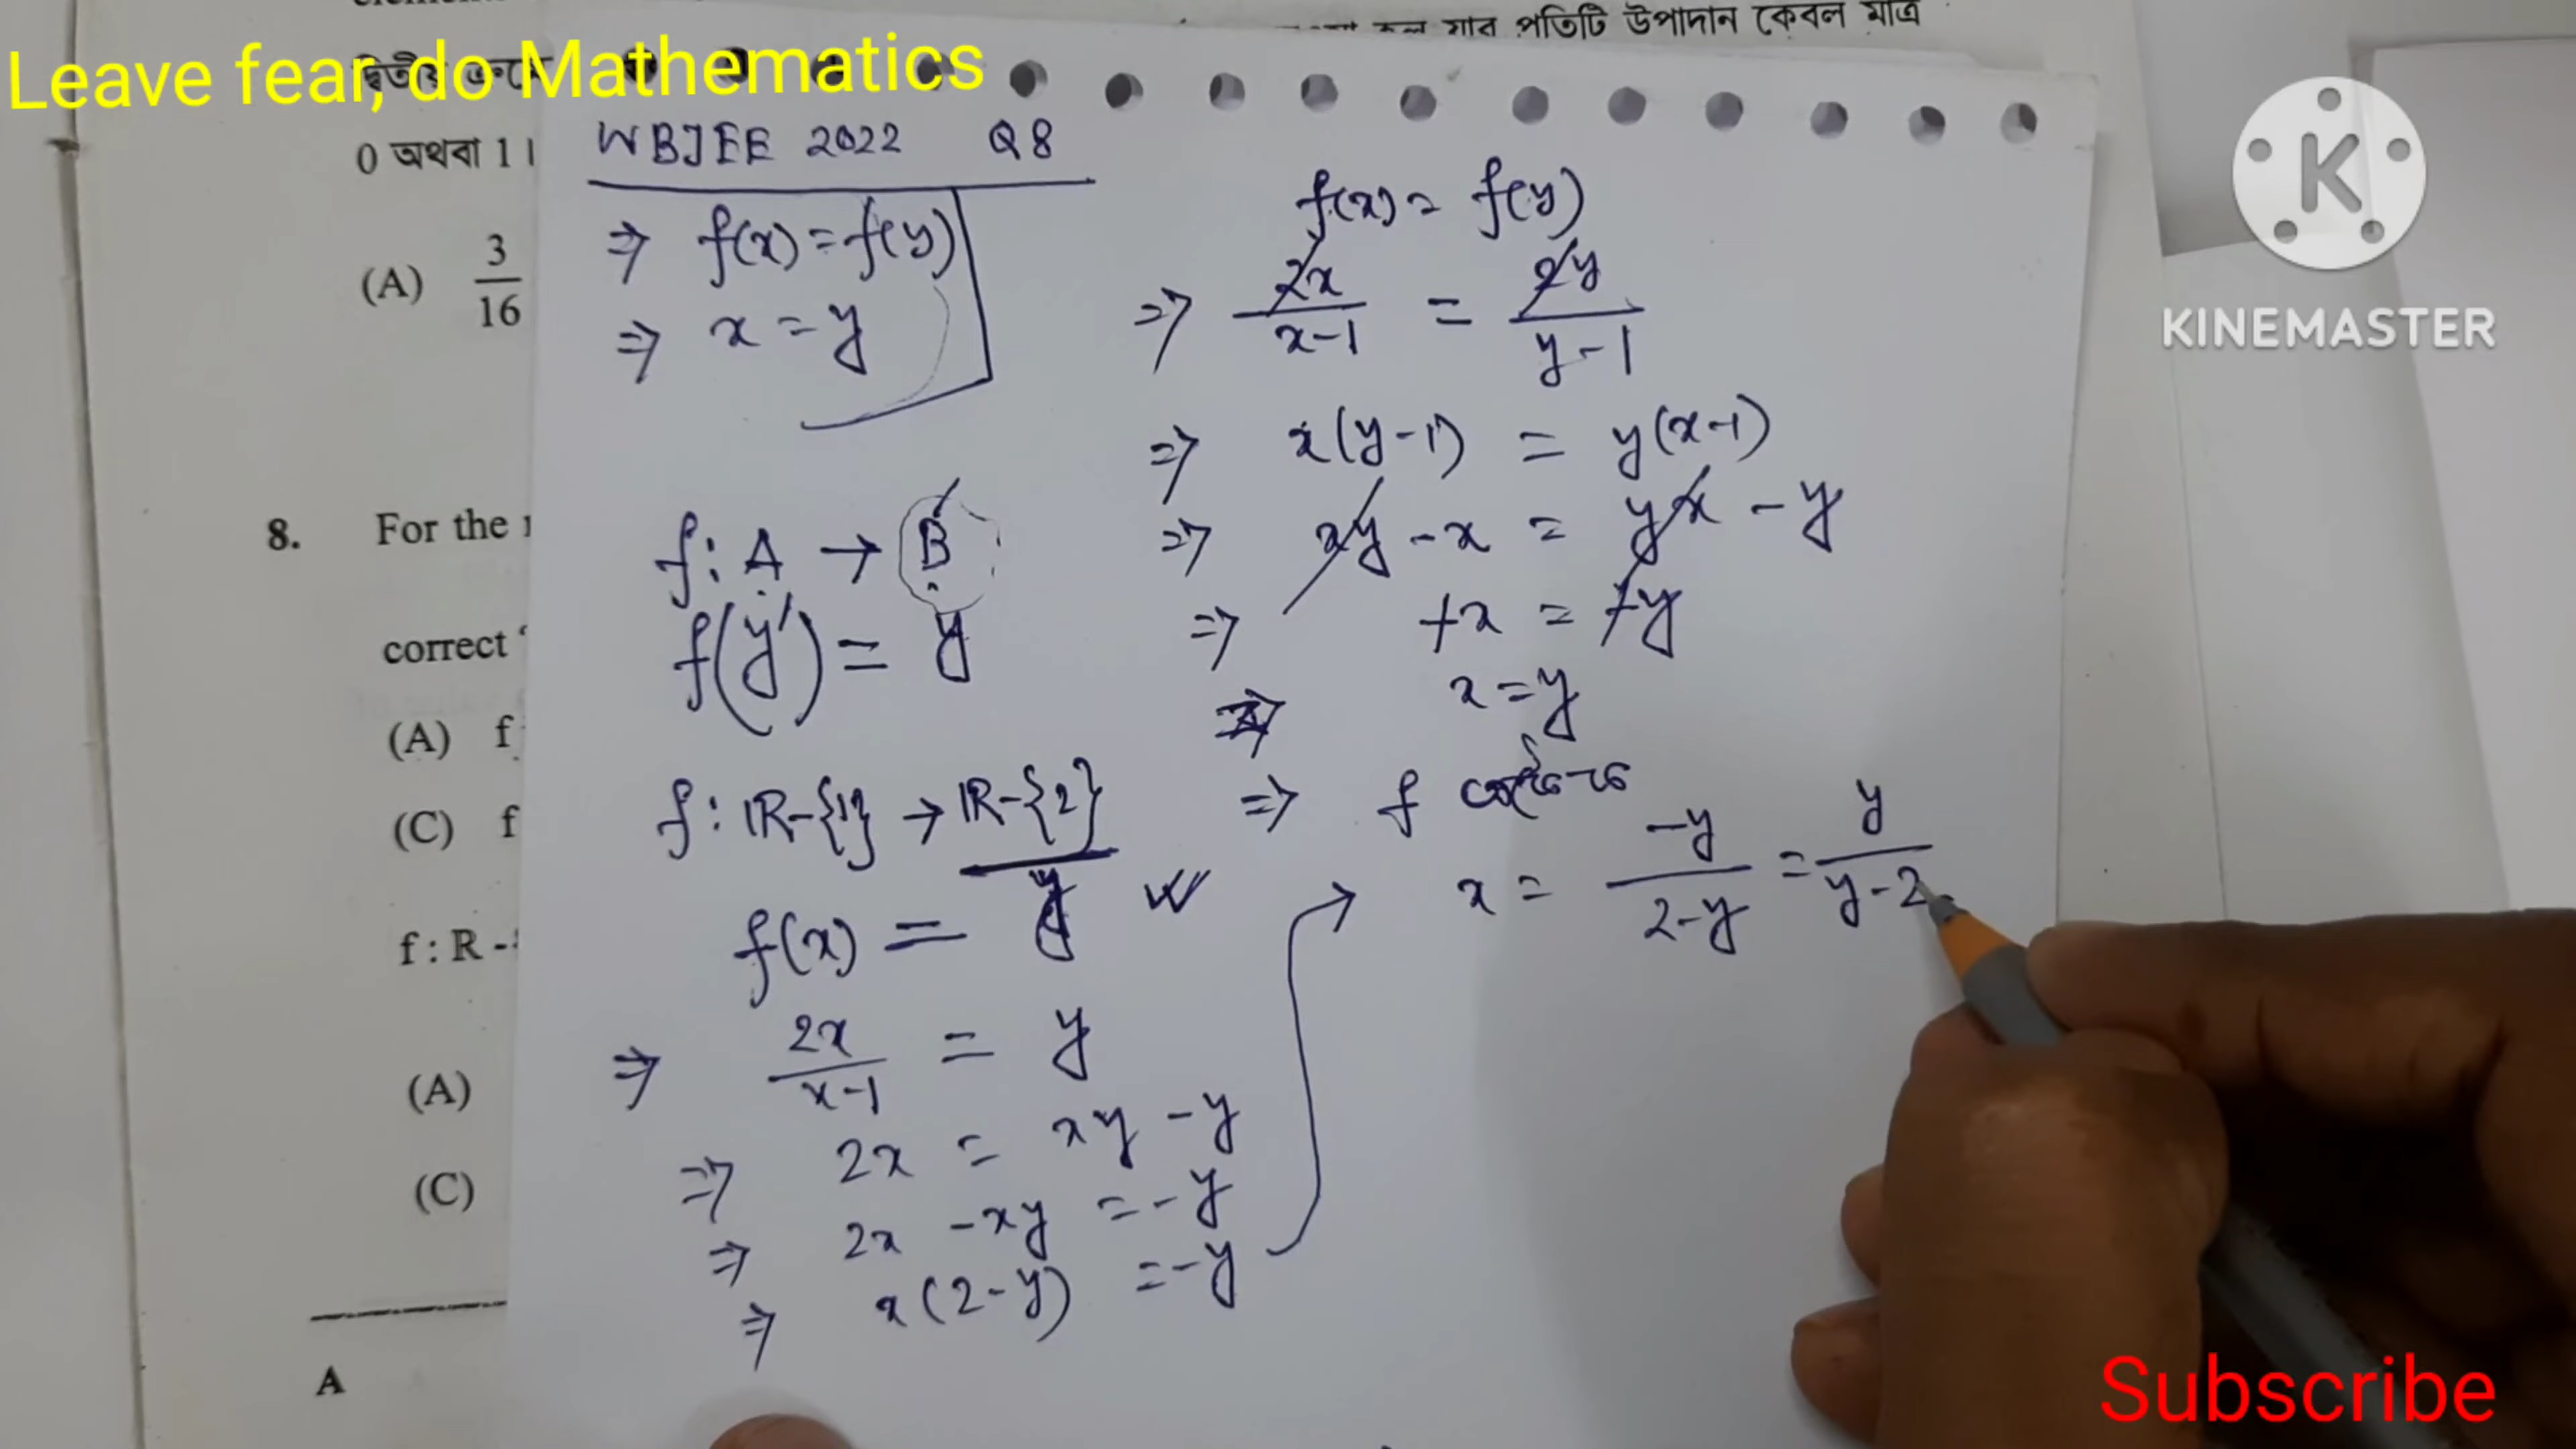 কেবল মাত্র
যার প্রতিটি উপাদান
Leave fear, do Mathematics
দ্বিতীয়
0 অথবা 1।
(A) 3/16
8. For the
correct
(A) f
(C) f
f : R -
(A)
(C)
A
WBJEE 2022 Q8
⇒ f(x) = f(y)
⇒ x = y
f: A → B
f(y') = y
f: IR-{1} → IR-{2}
f(x) = y
⇒ 2x/(x-1) = y
⇒ 2x = xy - y
⇒ 2x - xy = -y
⇒ x(2-y) = -y
f(x) = f(y)
⇒ 2x/(x-1) = 2y/(y-1)
⇒ x(y-1) = y(x-1)
⇒ xy - x = yx - y
⇒ +x = +y
⇒ x = y
⇒ f
→ x = -y/(2-y) = y/(y-2)
K
KINEMASTER
Subscribe